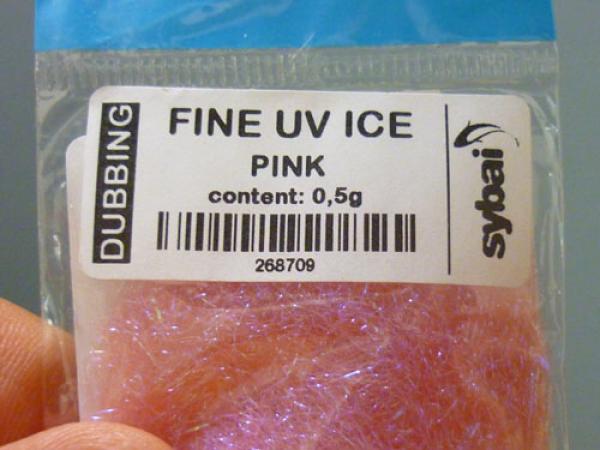 DUBBING
FINE UV ICE
PINK
content: 0,5g
268709
sybai